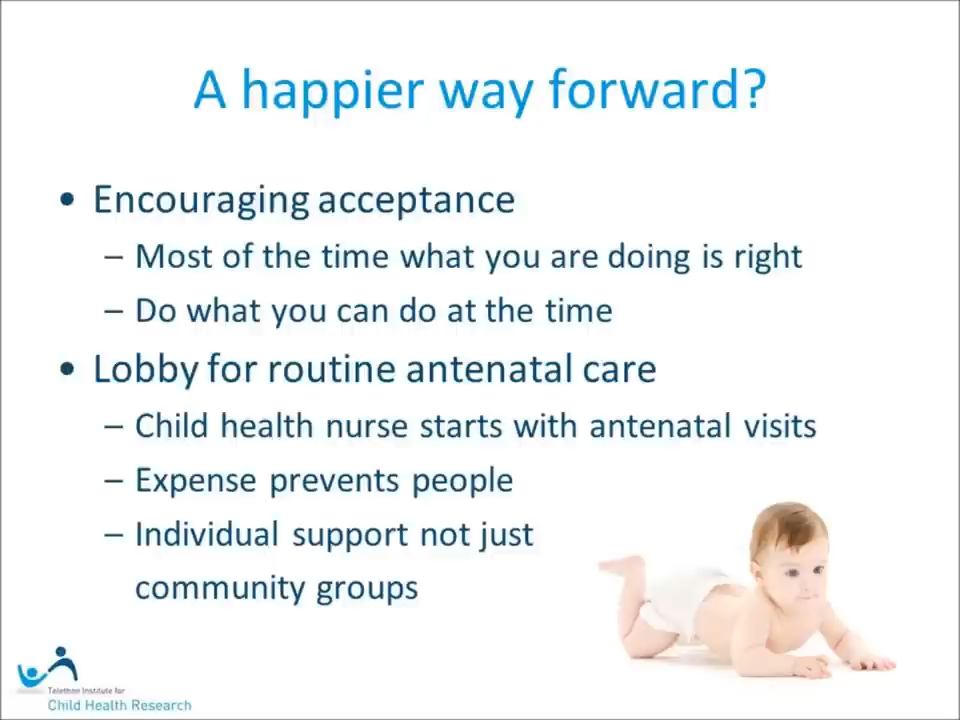 A happier way forward?
• Encouraging acceptance
– Most of the time what you are doing is right
– Do what you can do at the time
• Lobby for routine antenatal care
– Child health nurse starts with antenatal visits
– Expense prevents people
– Individual support not just
community groups
Telethon Institute for
Child Health Research